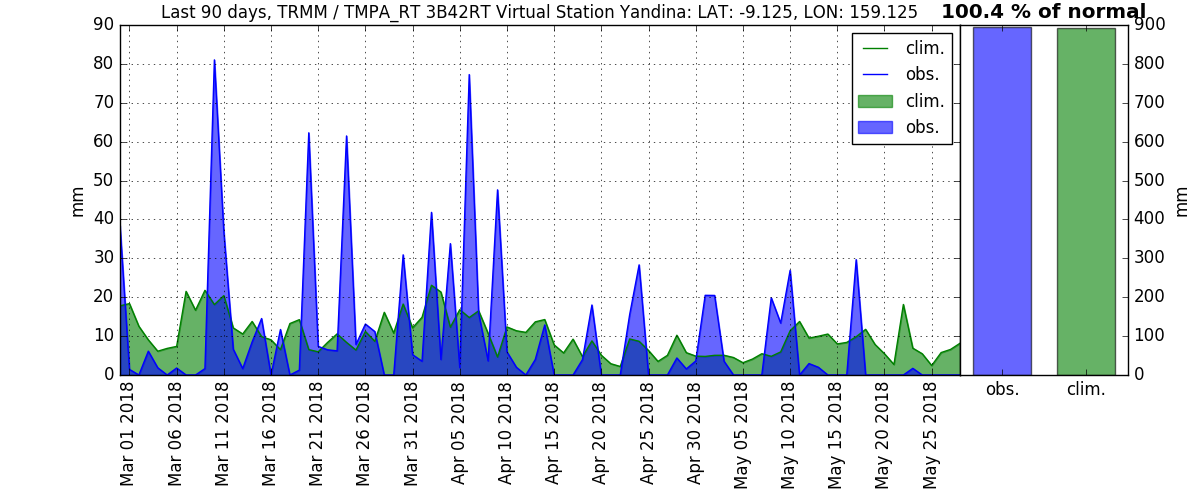 Last 90 days, TRMM / TMPA_RT 3B42RT Virtual Station Yandina: LAT: -9.125, LON: 159.125
100.4 % of normal
90
80
70
60
50
40
30
20
10
0
mm
clim.
obs.
clim.
obs.
Mar 01 2018
Mar 06 2018
Mar 11 2018
Mar 16 2018
Mar 21 2018
Mar 26 2018
Mar 31 2018
Apr 05 2018
Apr 10 2018
Apr 15 2018
Apr 20 2018
Apr 25 2018
Apr 30 2018
May 05 2018
May 10 2018
May 15 2018
May 20 2018
May 25 2018
900
800
700
600
500
400
300
200
100
0
mm
obs.
clim.